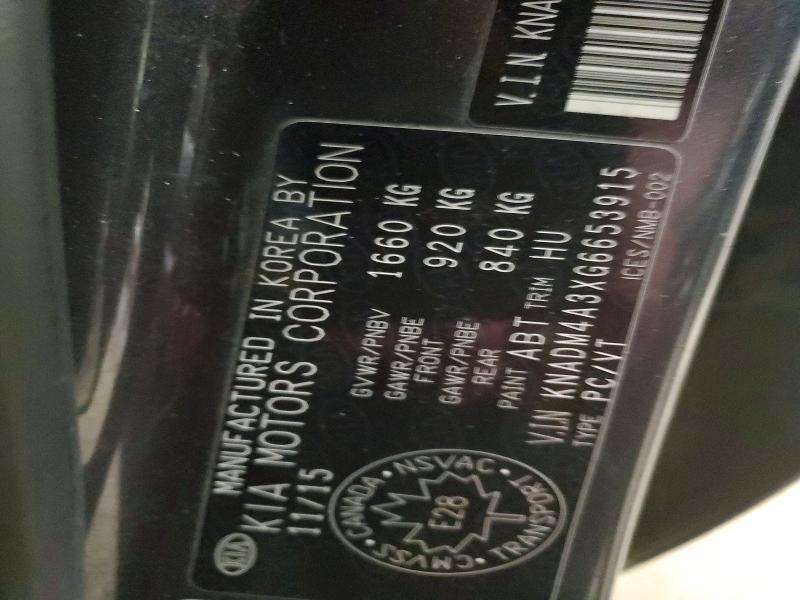 KIA
MANUFACTURED IN KOREA BY
KIA MOTORS CORPORATION
11/15
CANADA • NSVAC • TRANSPORT • CMVSS •
E28
GVWR/PNBV 1660 KG
GAWR/PNBE FRONT 920 KG
GAWR/PNBE REAR 840 KG
PAINT ABT TRIM HU
V.I.N KNADM4A3XG6653915
TYPE PC/VT
ICES/NMB-002
V.I.N KNA